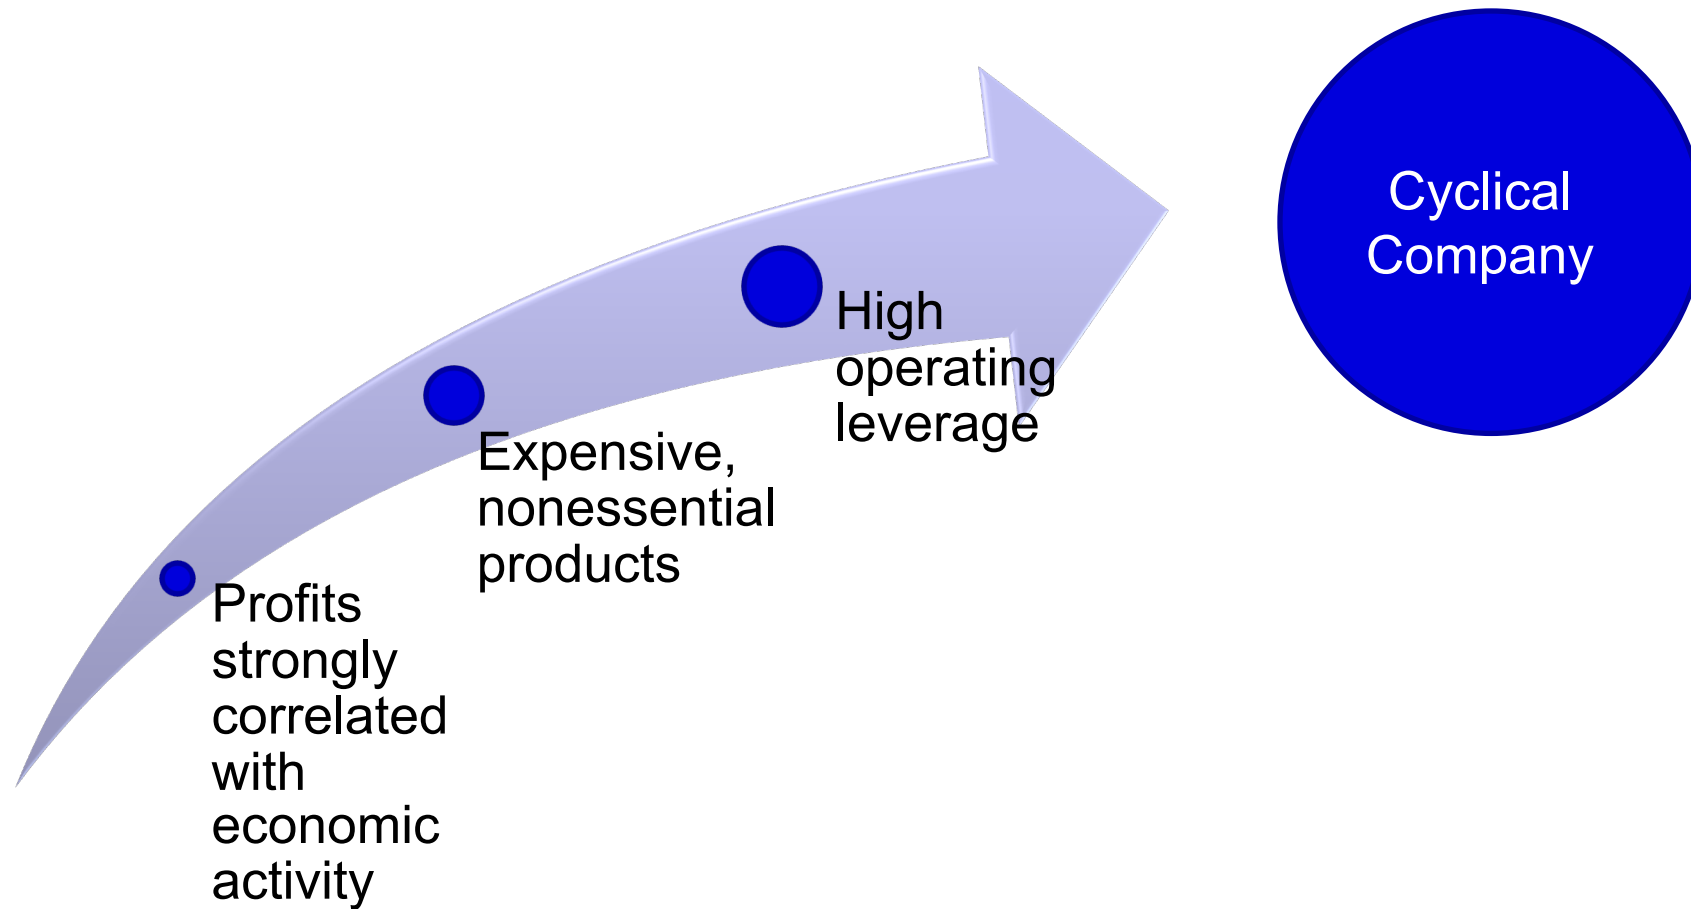 Cyclical
Company
High
operating
leverage
Expensive,
nonessential
products
Profits
strongly
correlated
with
economic
activity